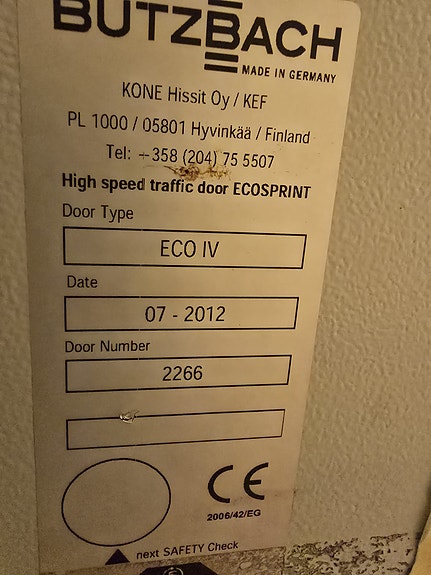 BUTZBACH
MADE IN GERMANY
KONE Hissit Oy / KEF
PL 1000 / 05801 Hyvinkää / Finland
Tel: +358 (204) 75 5507
High speed traffic door ECOSPRINT
Door Type
ECO IV
Date
07 - 2012
Door Number
2266
CE
2006/42/EG
next SAFETY Check